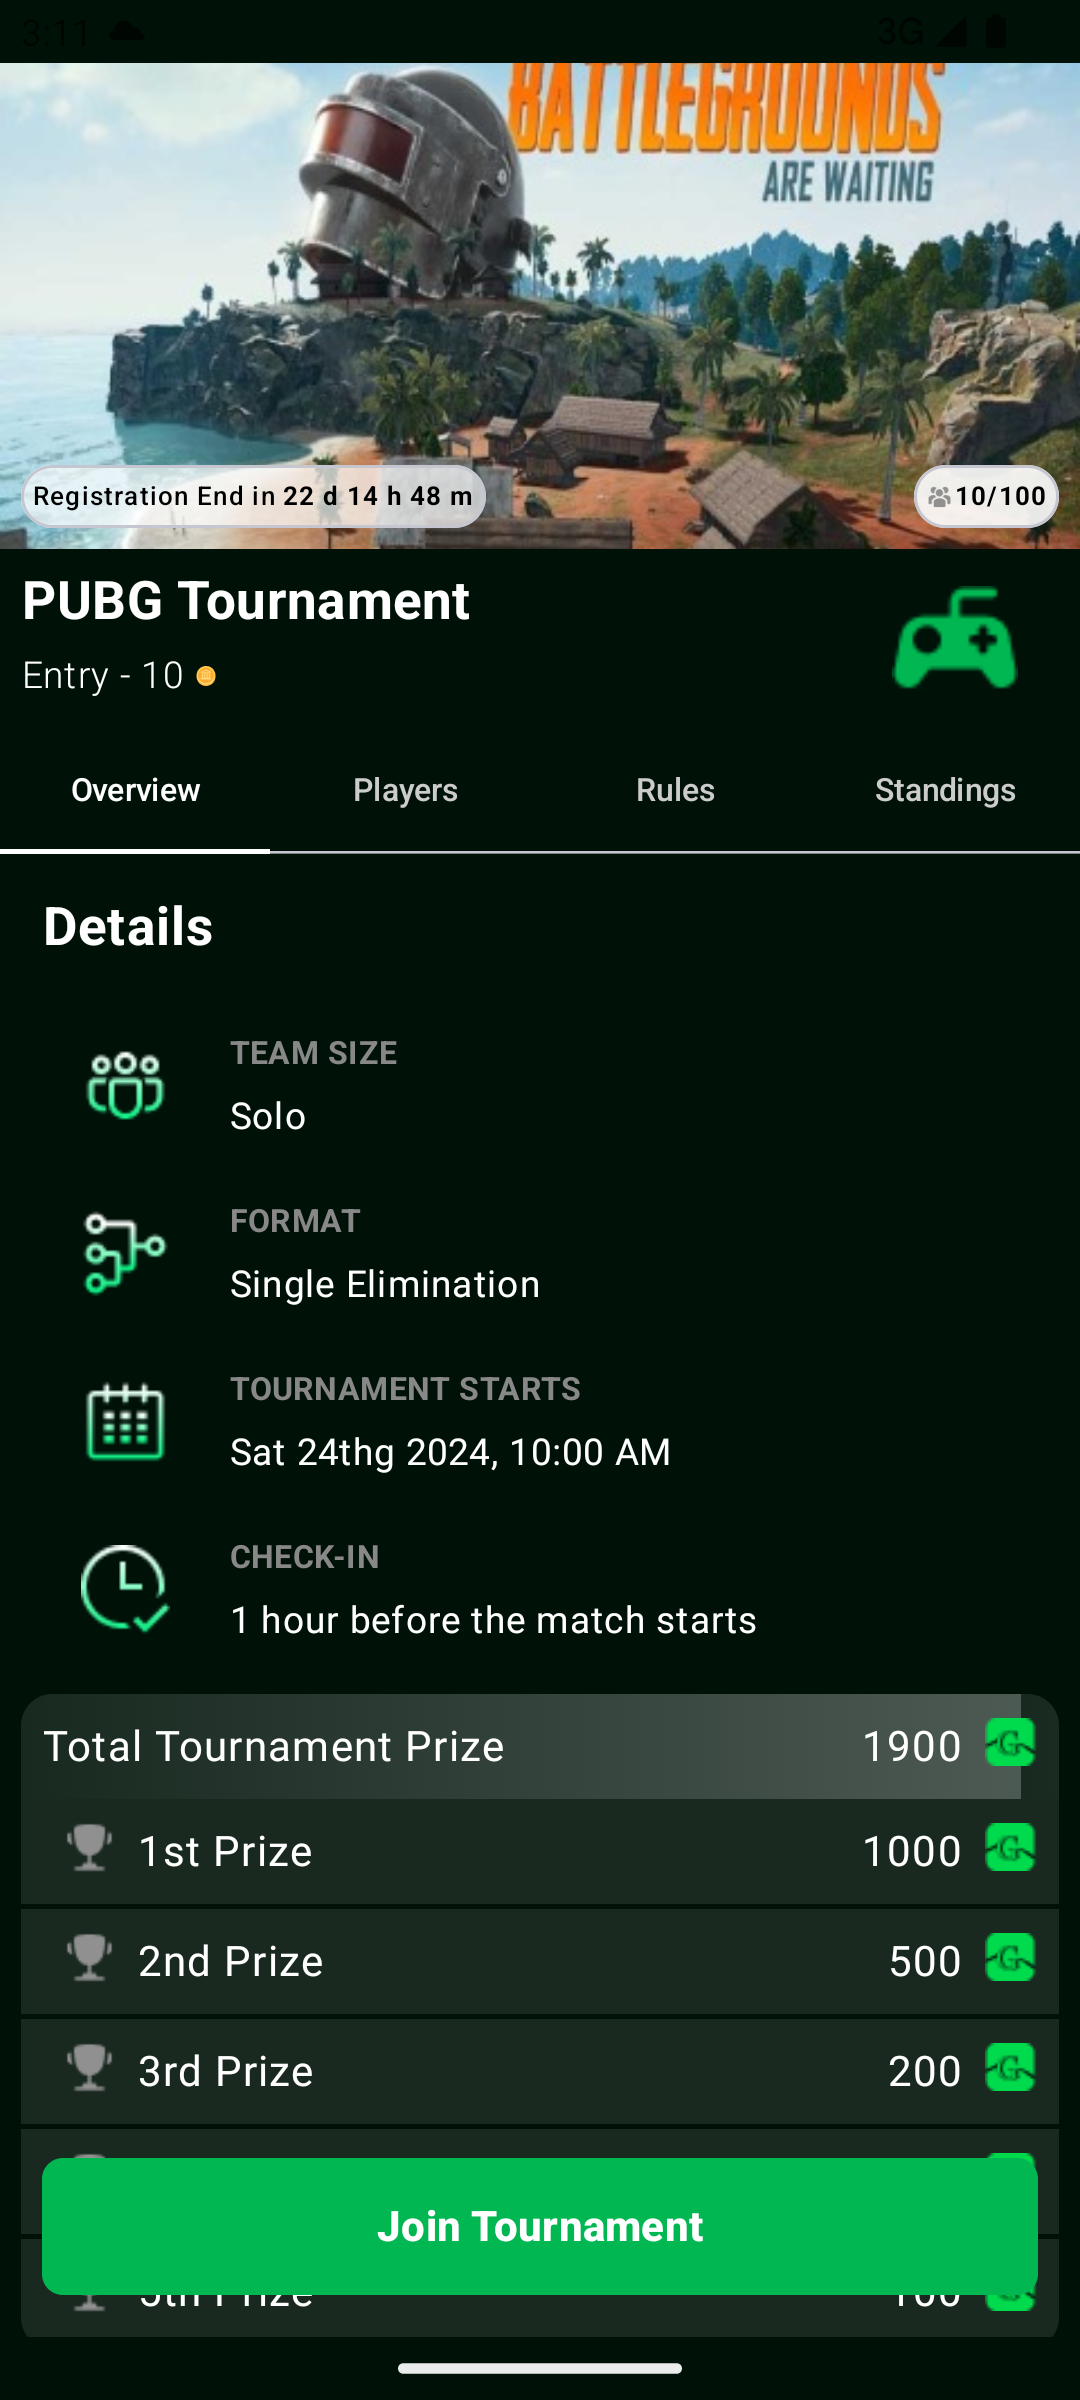 3:11
3G
BATTLEGROUNDS
ARE WAITING
Registration End in 22 d 14 h 48 m
10/100
PUBG Tournament
Entry - 10
Overview
Players
Rules
Standings
Details
TEAM SIZE
Solo
FORMAT
Single Elimination
TOURNAMENT STARTS
Sat 24thg 2024, 10:00 AM
CHECK-IN
1 hour before the match starts
Total Tournament Prize 1900
1st Prize 1000
2nd Prize 500
3rd Prize 200
Join Tournament
5th Prize 100